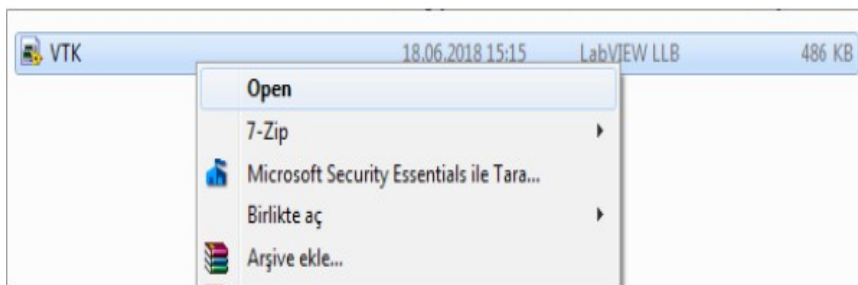 VTK 18.06.2018 15:15 LabVIEW LLB 486 KB
Open
7-Zip
Microsoft Security Essentials ile Tara...
Birlikte aç
Arşive ekle...